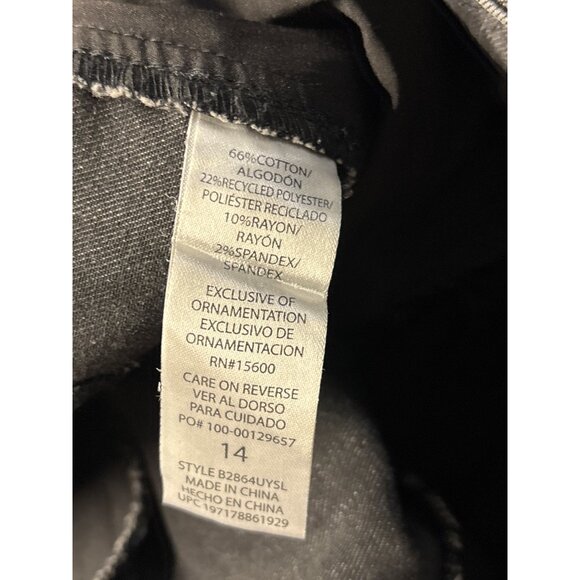 66%COTTON/
ALGODÓN
22%RECYCLED POLYESTER/
POLIÉSTER RECICLADO
10%RAYON/
RAYÓN
2%SPANDEX/
SPANDEX
EXCLUSIVE OF
ORNAMENTATION
EXCLUSIVO DE
ORNAMENTACION
RN#15600
CARE ON REVERSE
VER AL DORSO
PARA CUIDADO
PO# 100-00129657
14
STYLE B2864UYSL
MADE IN CHINA
HECHO EN CHINA
UPC 197178861929